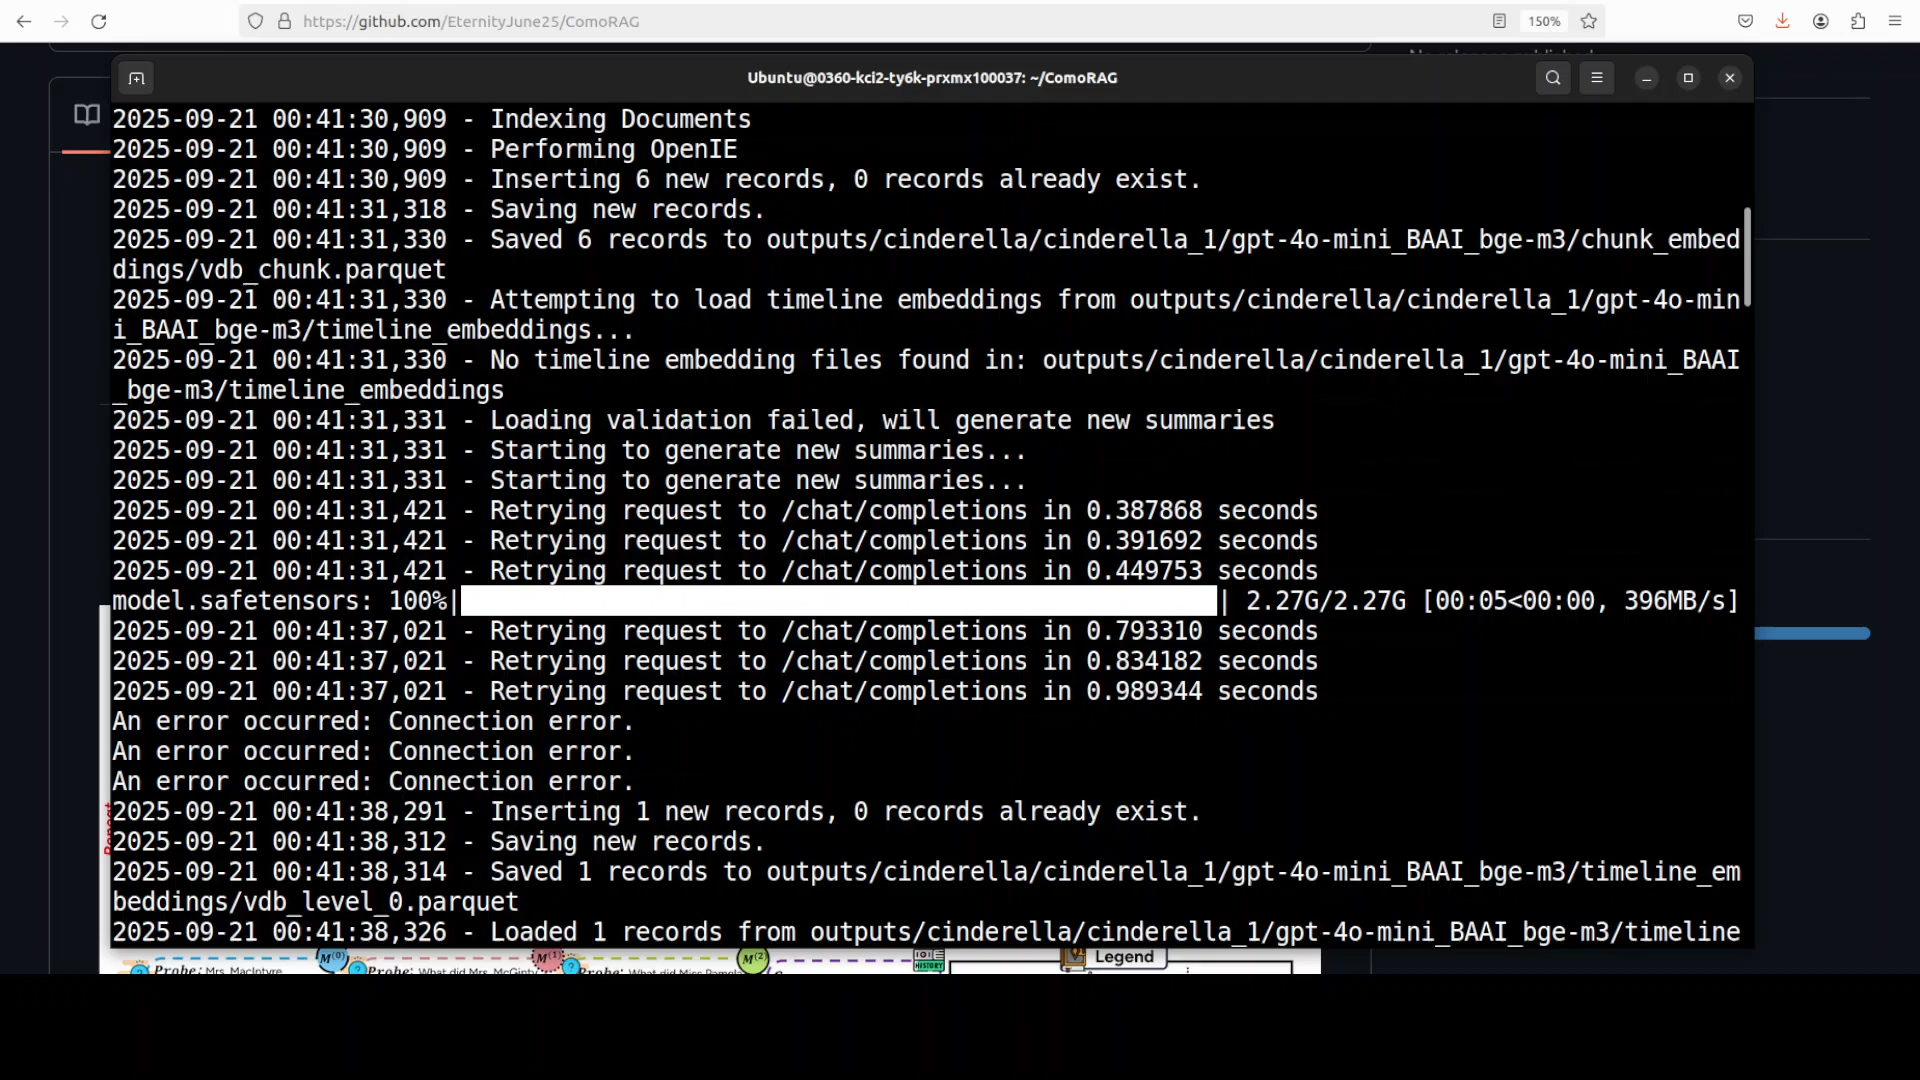 https://github.com/EternityJune25/ComoRAG
150%
Ubuntu@0360-kci2-ty6k-prxmx100037: ~/ComoRAG
2025-09-21 00:41:30,909 - Indexing Documents
2025-09-21 00:41:30,909 - Performing OpenIE
2025-09-21 00:41:30,909 - Inserting 6 new records, 0 records already exist.
2025-09-21 00:41:31,318 - Saving new records.
2025-09-21 00:41:31,330 - Saved 6 records to outputs/cinderella/cinderella_1/gpt-4o-mini_BAAI_bge-m3/chunk_embed
dings/vdb_chunk.parquet
2025-09-21 00:41:31,330 - Attempting to load timeline embeddings from outputs/cinderella/cinderella_1/gpt-4o-min
i_BAAI_bge-m3/timeline_embeddings...
2025-09-21 00:41:31,330 - No timeline embedding files found in: outputs/cinderella/cinderella_1/gpt-4o-mini_BAAI
_bge-m3/timeline_embeddings
2025-09-21 00:41:31,331 - Loading validation failed, will generate new summaries
2025-09-21 00:41:31,331 - Starting to generate new summaries...
2025-09-21 00:41:31,331 - Starting to generate new summaries...
2025-09-21 00:41:31,421 - Retrying request to /chat/completions in 0.387868 seconds
2025-09-21 00:41:31,421 - Retrying request to /chat/completions in 0.391692 seconds
2025-09-21 00:41:31,421 - Retrying request to /chat/completions in 0.449753 seconds
model.safetensors: 100%| | 2.27G/2.27G [00:05<00:00, 396MB/s]
2025-09-21 00:41:37,021 - Retrying request to /chat/completions in 0.793310 seconds
2025-09-21 00:41:37,021 - Retrying request to /chat/completions in 0.834182 seconds
2025-09-21 00:41:37,021 - Retrying request to /chat/completions in 0.989344 seconds
An error occurred: Connection error.
An error occurred: Connection error.
An error occurred: Connection error.
2025-09-21 00:41:38,291 - Inserting 1 new records, 0 records already exist.
2025-09-21 00:41:38,312 - Saving new records.
2025-09-21 00:41:38,314 - Saved 1 records to outputs/cinderella/cinderella_1/gpt-4o-mini_BAAI_bge-m3/timeline_em
beddings/vdb_level_0.parquet
2025-09-21 00:41:38,326 - Loaded 1 records from outputs/cinderella/cinderella_1/gpt-4o-mini_BAAI_bge-m3/timeline
M(0) M(1) M(2) HISTORY Legend
Probe: Mrs. MacIntyre Probe: What did Mrs. McGinty Probe: What did Miss Pamela